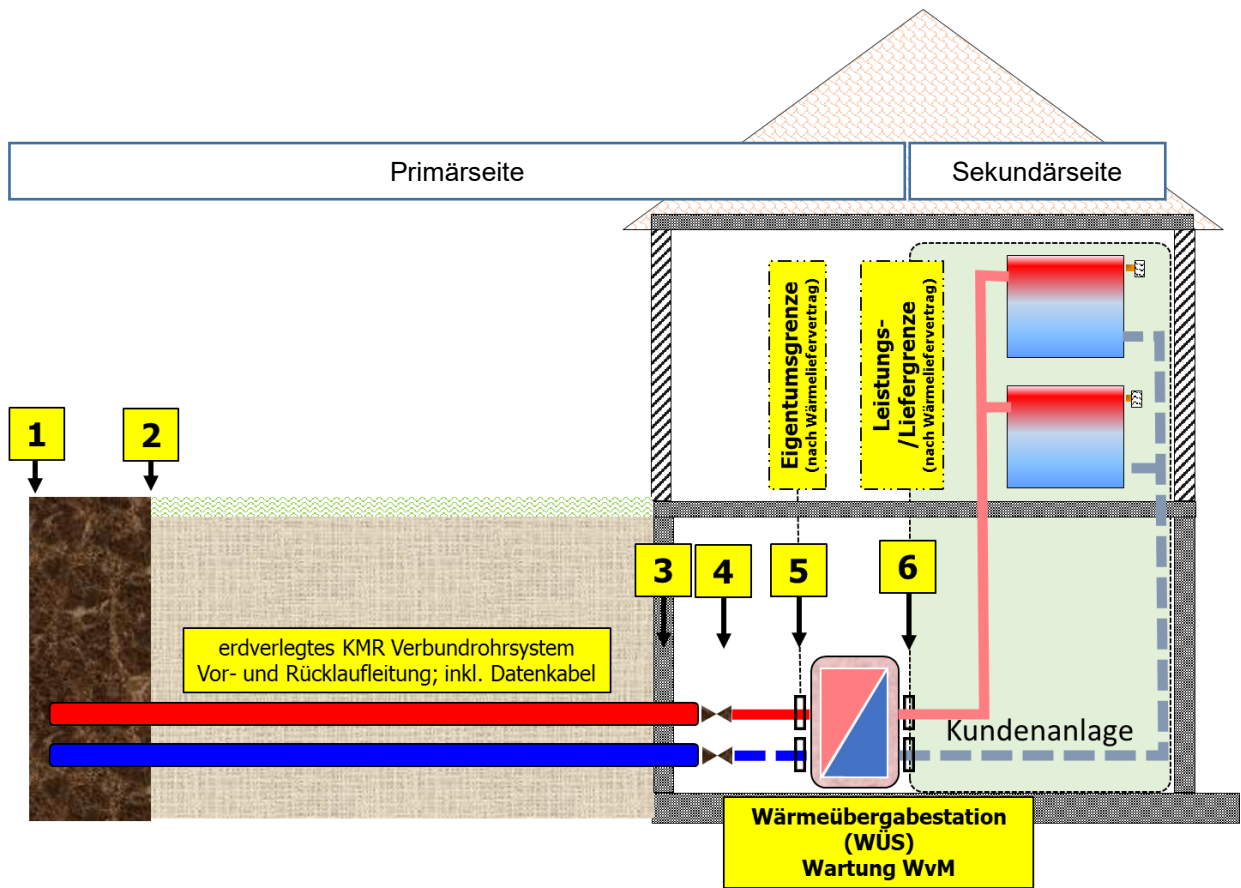 Primärseite
Sekundärseite
Eigentumsgrenze
(nach Wärmeliefervertrag)
Leistungs-
/Liefergrenze
(nach Wärmeliefervertrag)
1
2
3
4
5
6
erdverlegtes KMR Verbundrohrsystem
Vor- und Rücklaufleitung; inkl. Datenkabel
Kundenanlage
Wärmeübergabestation
(WÜS)
Wartung WvM